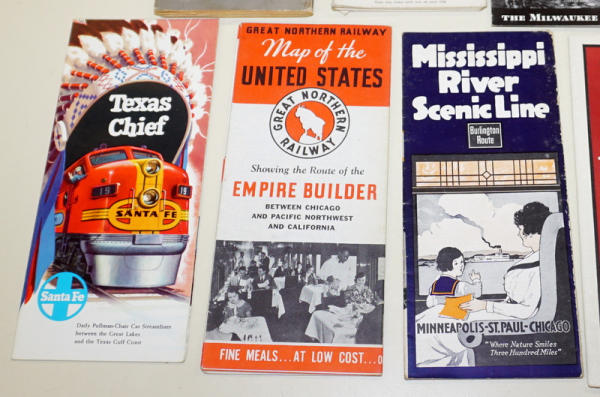 THE MILWAUKEE
Texas
Chief
19
19
SANTA FE
Santa Fe
Daily Pullman-Chair Car Streamliner
between the Great Lakes
and the Texas Gulf Coast
GREAT NORTHERN RAILWAY
Map of the
UNITED STATES
GREAT NORTHERN
RAILWAY
Showing the Route of the
EMPIRE BUILDER
BETWEEN CHICAGO
AND PACIFIC NORTHWEST
AND CALIFORNIA
FINE MEALS...AT LOW COST...
Mississippi
River
Scenic Line
Burlington
Route
MINNEAPOLIS-ST. PAUL-CHICAGO
"Where Nature Smiles
Three Hundred Miles"